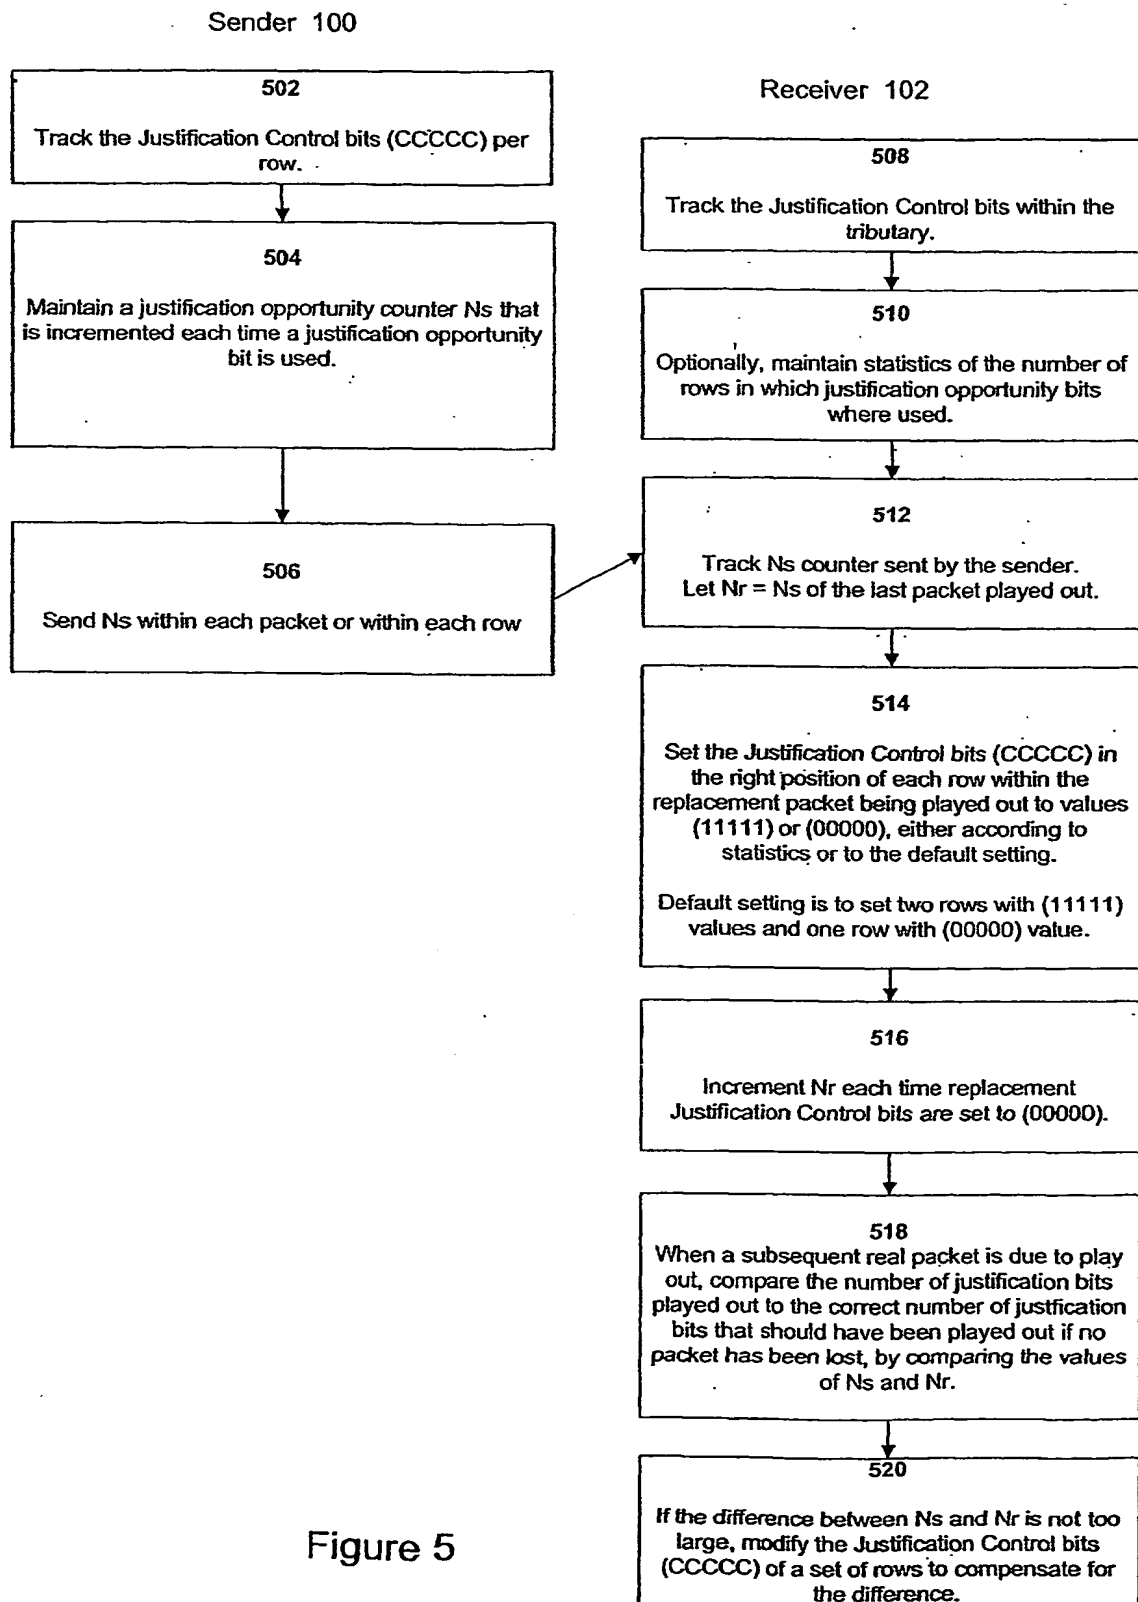 Sender 100
502
Track the Justification Control bits (CCCCC) per
row.
504
Maintain a justification opportunity counter Ns that
is incremented each time a justification opportunity
bit is used.
506
Send Ns within each packet or within each row
Receiver 102
508
Track the Justification Control bits within the
tributary.
510
Optionally, maintain statistics of the number of
rows in which justification opportunity bits
where used.
512
Track Ns counter sent by the sender.
Let Nr = Ns of the last packet played out.
514
Set the Justification Control bits (CCCCC) in
the right position of each row within the
replacement packet being played out to values
(11111) or (00000), either according to
statistics or to the default setting.
Default setting is to set two rows with (11111)
values and one row with (00000) value.
516
Increment Nr each time replacement
Justification Control bits are set to (00000).
518
When a subsequent real packet is due to play
out, compare the number of justification bits
played out to the correct number of justfication
bits that should have been played out if no
packet has been lost, by comparing the values
of Ns and Nr.
520
If the difference between Ns and Nr is not too
large, modify the Justification Control bits
(CCCCC) of a set of rows to compensate for
the difference.
Figure 5